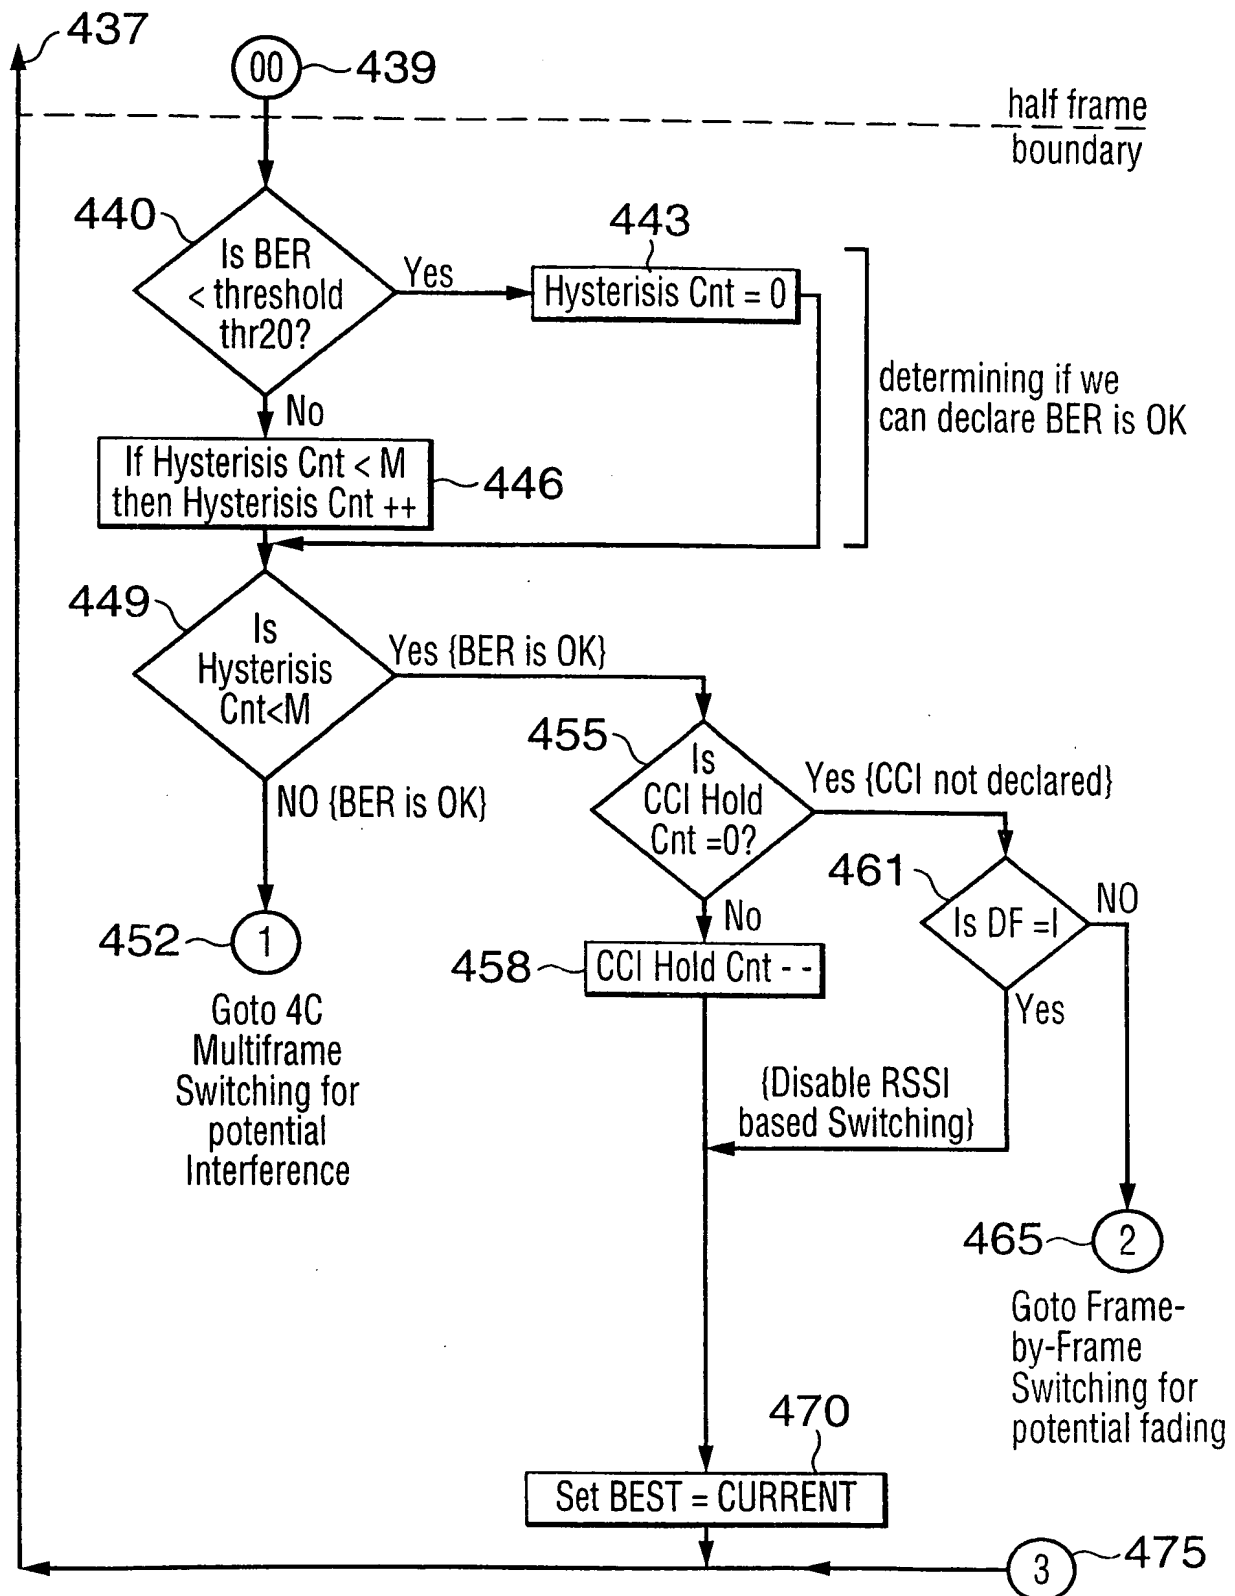 437
00
439
half frame
boundary
440
Is BER
< threshold
thr20?
Yes
443
Hysterisis Cnt = 0
determining if we
can declare BER is OK
No
If Hysterisis Cnt < M
then Hysterisis Cnt ++
446
449
Is
Hysterisis
Cnt<M
Yes {BER is OK}
NO {BER is OK}
455
Is
CCI Hold
Cnt =0?
Yes {CCI not declared}
461
Is DF =I
NO
No
452
1
458
CCI Hold Cnt - -
Yes
Goto 4C
Multiframe
Switching for
potential
Interference
{Disable RSSI
based Switching}
465
2
Goto Frame-
by-Frame
Switching for
potential fading
470
Set BEST = CURRENT
3
475